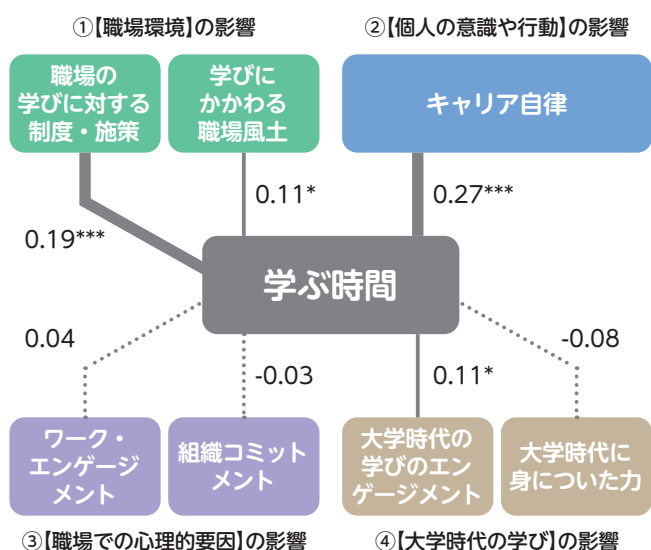 ①【職場環境】の影響
②【個人の意識や行動】の影響
職場の
学びに対する
制度・施策
学びに
かかわる
職場風土
キャリア自律
0.19***
0.11*
0.27***
学ぶ時間
0.04
-0.03
0.11*
-0.08
ワーク・
エンゲージ
メント
組織コミット
メント
大学時代の
学びのエン
ゲージメント
大学時代に
身についた力
③【職場での心理的要因】の影響
④【大学時代の学び】の影響